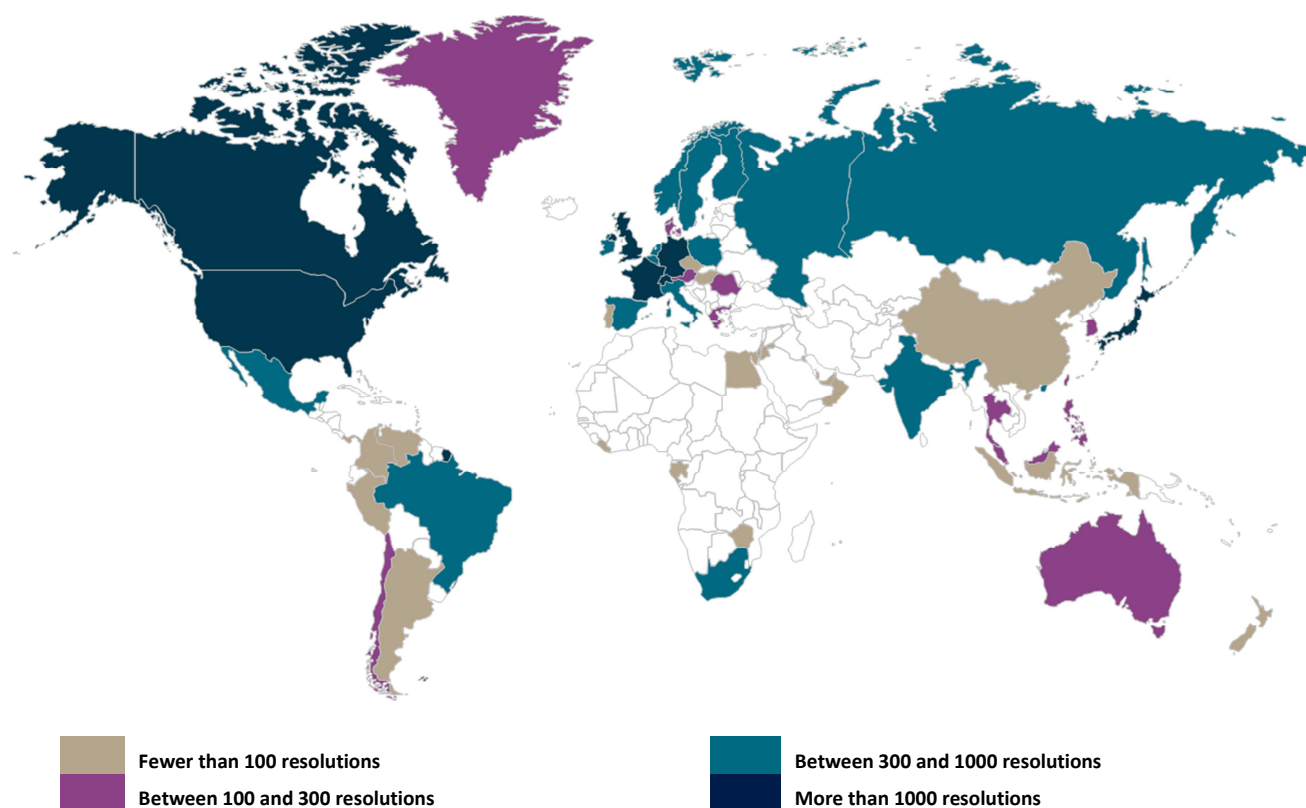 Fewer than 100 resolutions
Between 100 and 300 resolutions
Between 300 and 1000 resolutions
More than 1000 resolutions